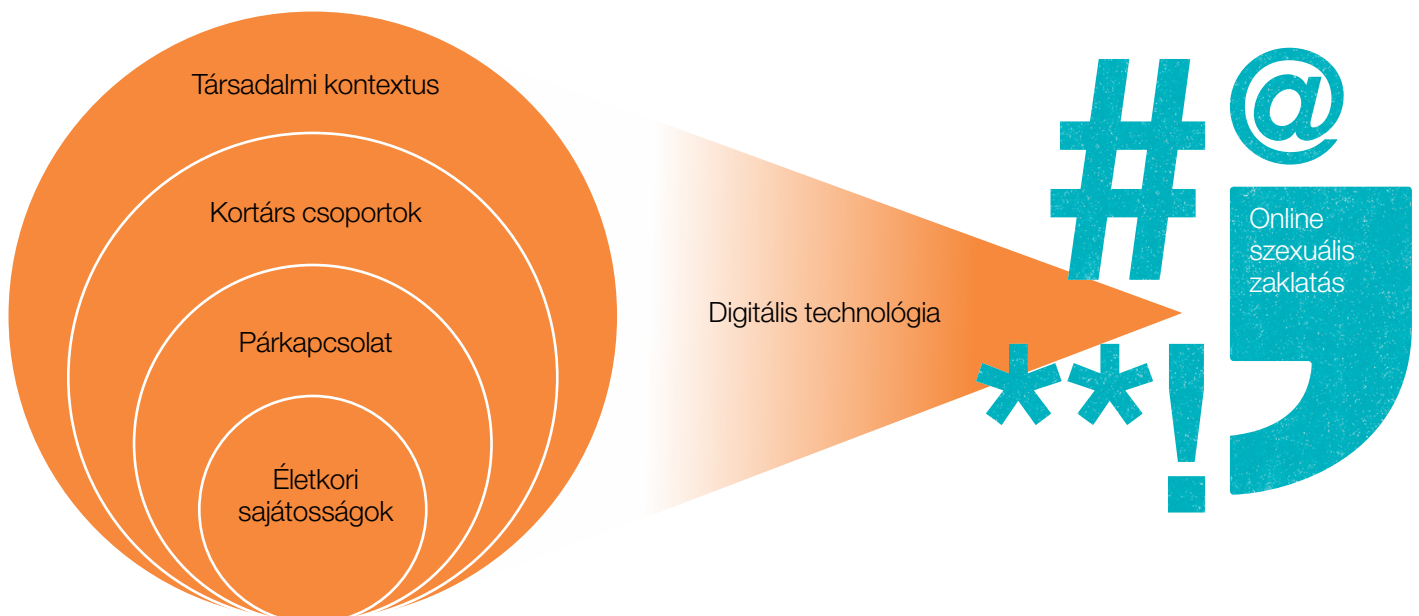 Társadalmi kontextus
Kortárs csoportok
Párkapcsolat
Életkori
sajátosságok
Digitális technológia
#@
**!
Online
szexuális
zaklatás